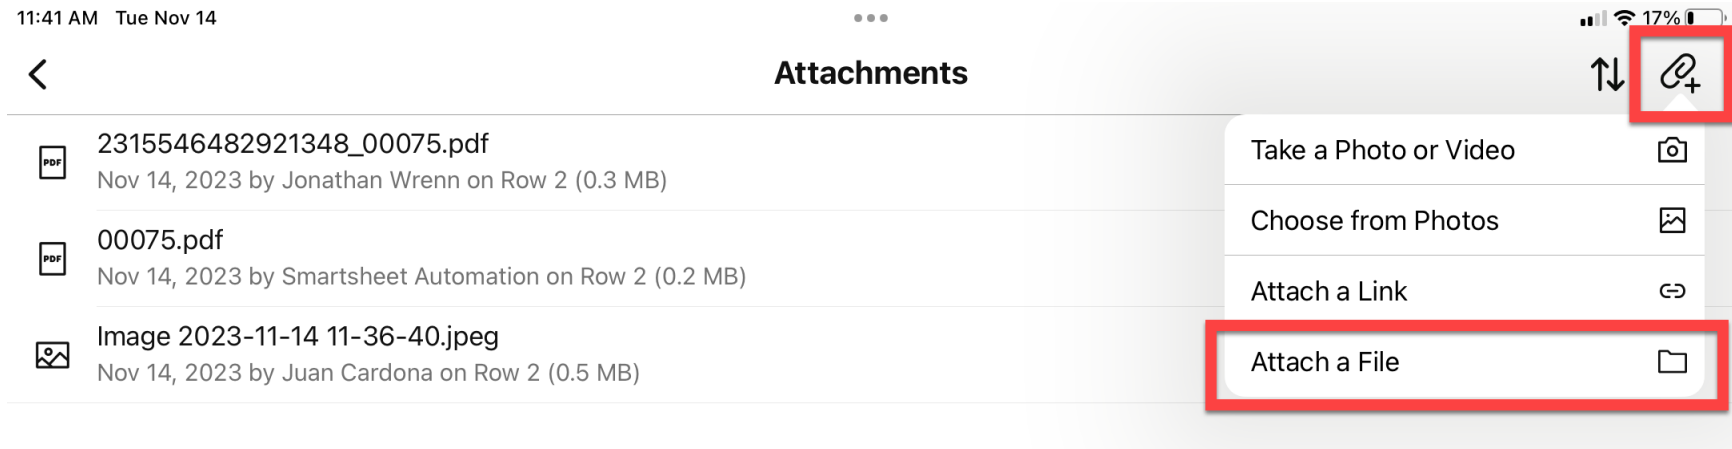 11:41 AM Tue Nov 14
17%
Attachments
2315546482921348_00075.pdf
PDF
Nov 14, 2023 by Jonathan Wrenn on Row 2 (0.3 MB)
00075.pdf
PDF
Nov 14, 2023 by Smartsheet Automation on Row 2 (0.2 MB)
Image 2023-11-14 11-36-40.jpeg
Nov 14, 2023 by Juan Cardona on Row 2 (0.5 MB)
Take a Photo or Video
Choose from Photos
Attach a Link
Attach a File